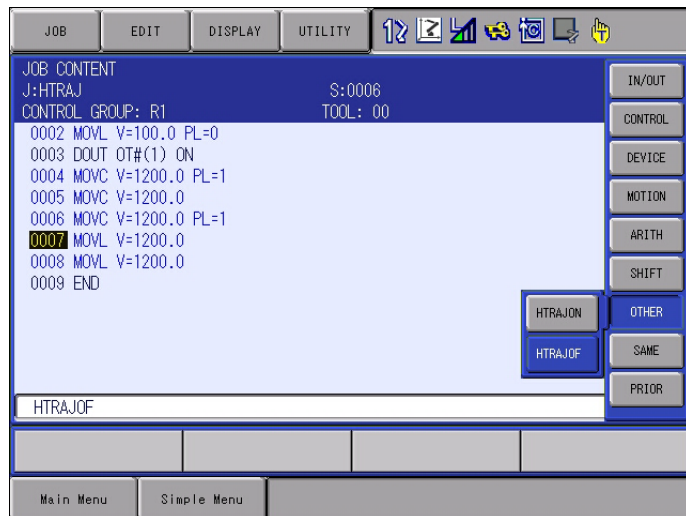 JOB EDIT DISPLAY UTILITY
JOB CONTENT
J:HTRAJ S:0006
CONTROL GROUP: R1 TOOL: 00
0002 MOVL V=100.0 PL=0
0003 DOUT OT#(1) ON
0004 MOVC V=1200.0 PL=1
0005 MOVC V=1200.0
0006 MOVC V=1200.0 PL=1
0007 MOVL V=1200.0
0008 MOVL V=1200.0
0009 END
IN/OUT
CONTROL
DEVICE
MOTION
ARITH
SHIFT
HTRAJON OTHER
HTRAJOF SAME
PRIOR
HTRAJOF
Main Menu Simple Menu